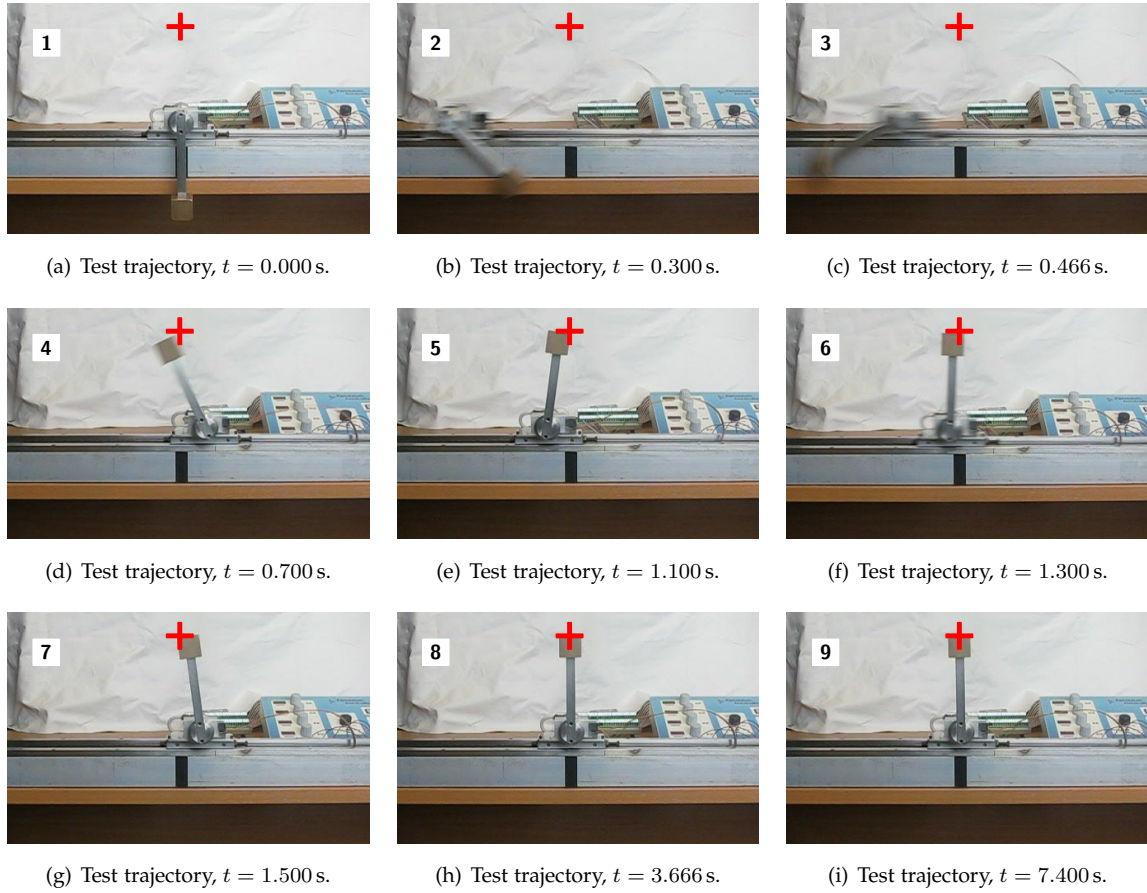 1
2
3
(a) Test trajectory, t = 0.000 s.
(b) Test trajectory, t = 0.300 s.
(c) Test trajectory, t = 0.466 s.
4
5
6
(d) Test trajectory, t = 0.700 s.
(e) Test trajectory, t = 1.100 s.
(f) Test trajectory, t = 1.300 s.
7
8
9
(g) Test trajectory, t = 1.500 s.
(h) Test trajectory, t = 3.666 s.
(i) Test trajectory, t = 7.400 s.